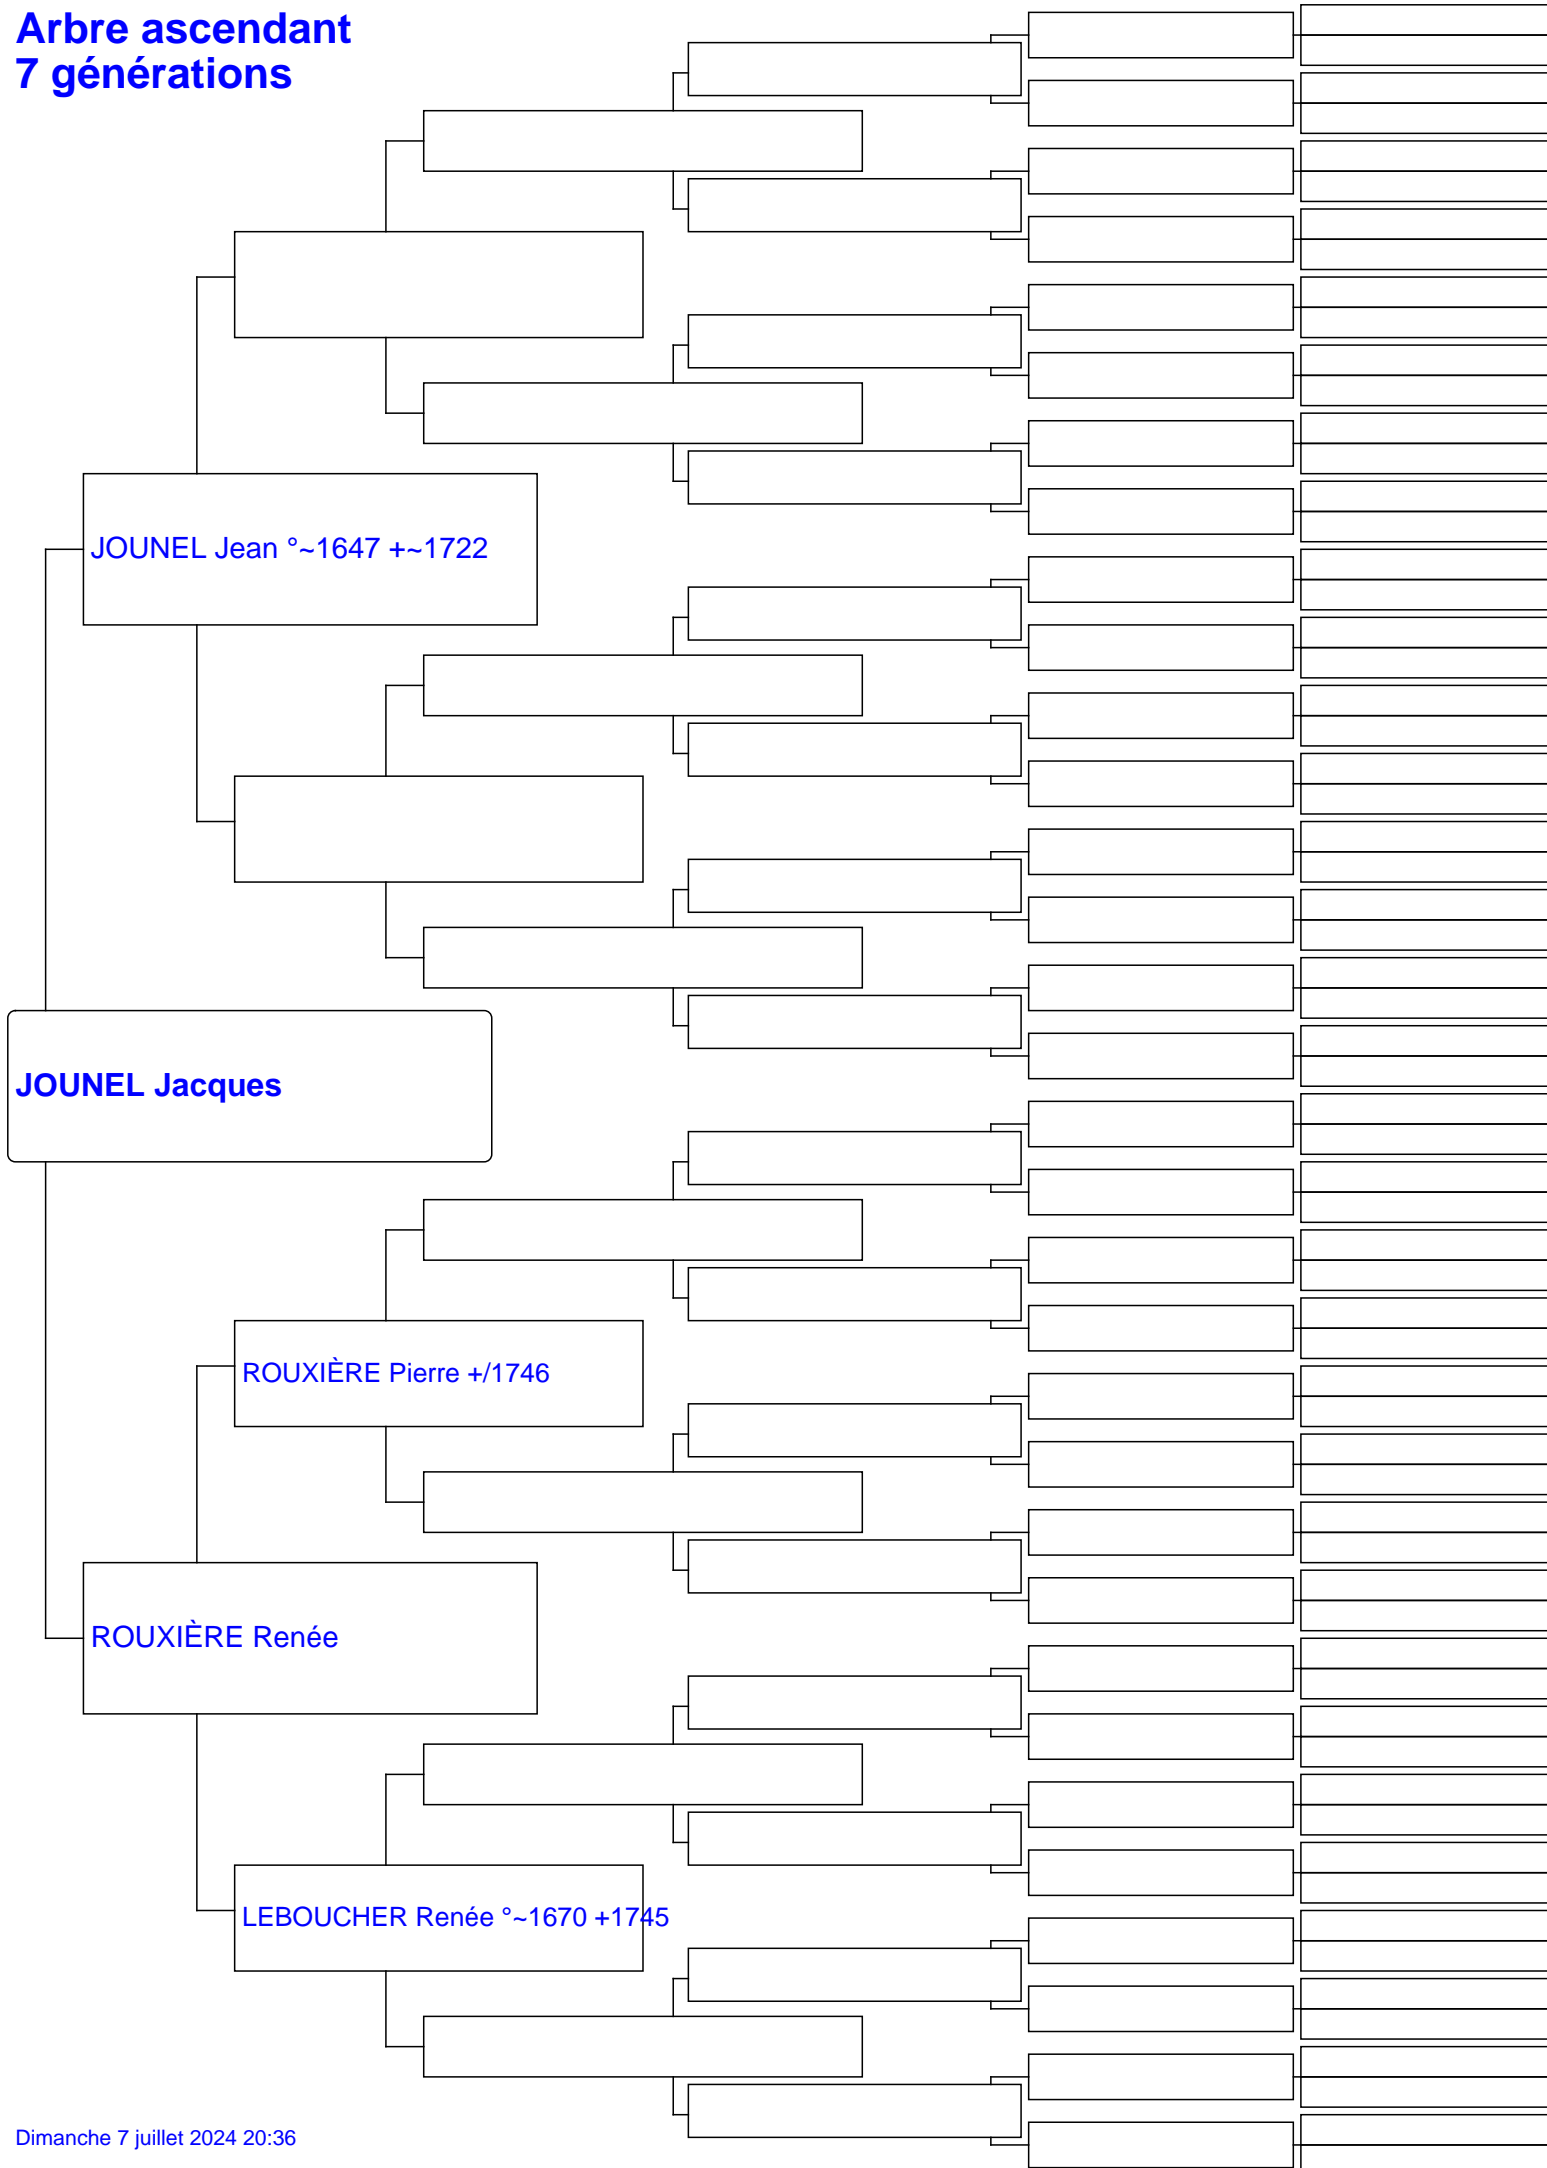 Arbre ascendant
7 générations
JOUNEL Jean °~1647 +~1722
JOUNEL Jacques
ROUXIÈRE Pierre +/1746
ROUXIÈRE Renée
LEBOUCHER Renée °~1670 +1745
Dimanche 7 juillet 2024 20:36